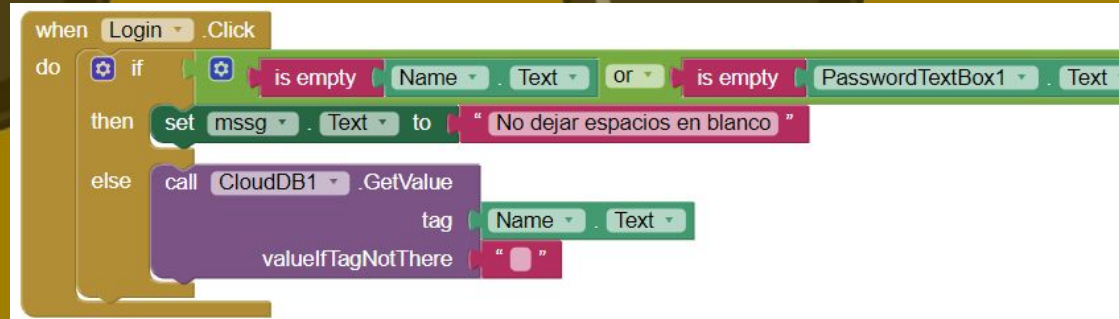 when Login .Click
do if is empty Name . Text or is empty PasswordTextBox1 . Text
then set mssg . Text to " No dejar espacios en blanco "
else call CloudDB1 .GetValue
tag Name . Text
valueIfTagNotThere " "